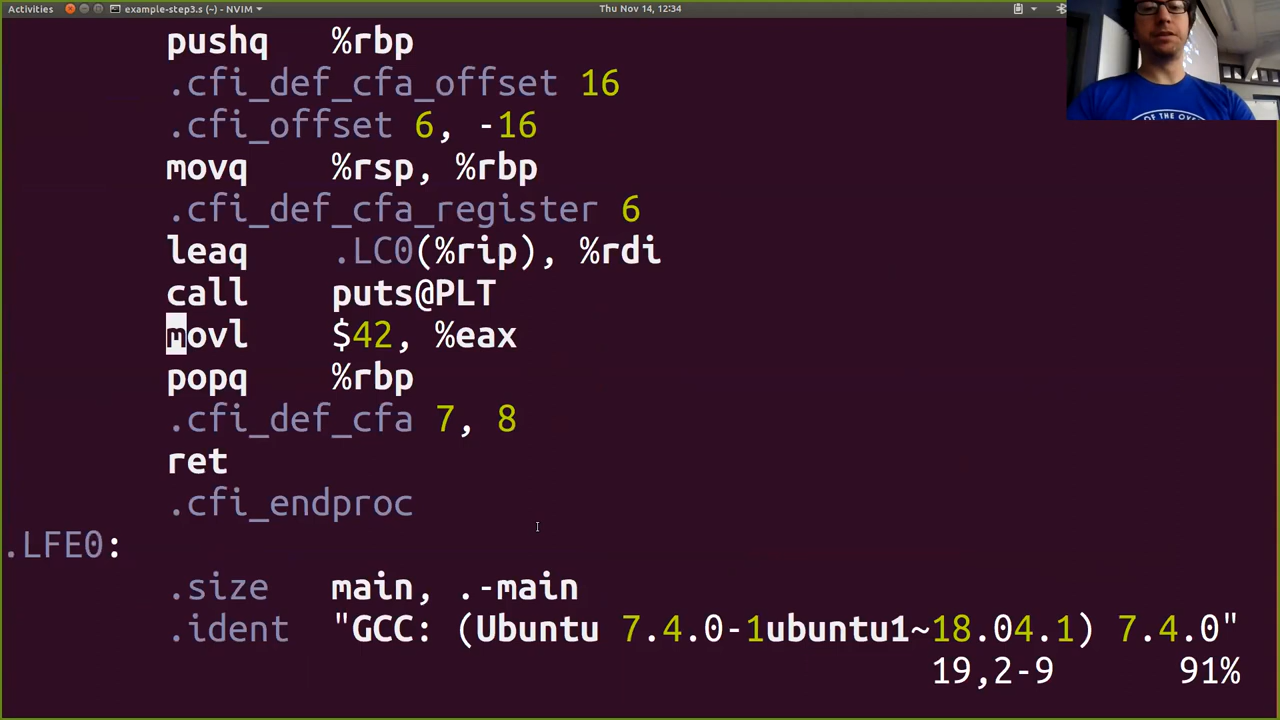 Activities example-step3.s (~) - NVIM Thu Nov 14, 12:34
pushq %rbp
.cfi_def_cfa_offset 16
.cfi_offset 6, -16
movq %rsp, %rbp
.cfi_def_cfa_register 6
leaq .LC0(%rip), %rdi
call puts@PLT
movl $42, %eax
popq %rbp
.cfi_def_cfa 7, 8
ret
.cfi_endproc
.LFE0:
.size main, .-main
.ident "GCC: (Ubuntu 7.4.0-1ubuntu1~18.04.1) 7.4.0"
19,2-9 91%
OF THE